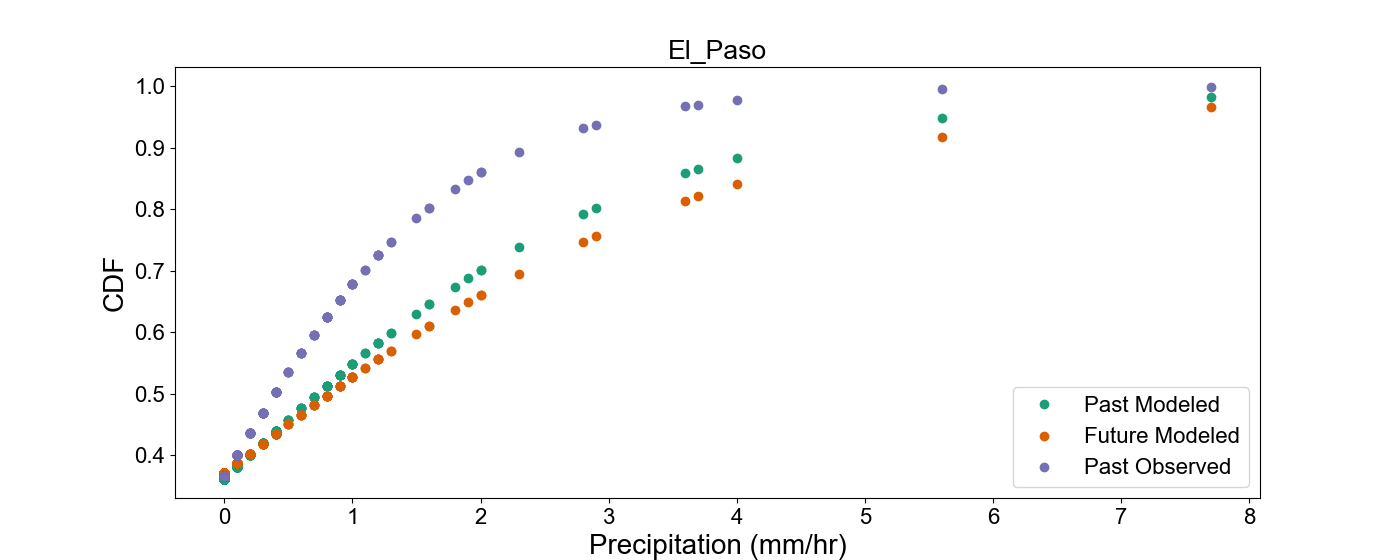 El_Paso
CDF
1.0
0.9
0.8
0.7
0.6
0.5
0.4
Past Modeled
Future Modeled
Past Observed
0 1 2 3 4 5 6 7 8
Precipitation (mm/hr)